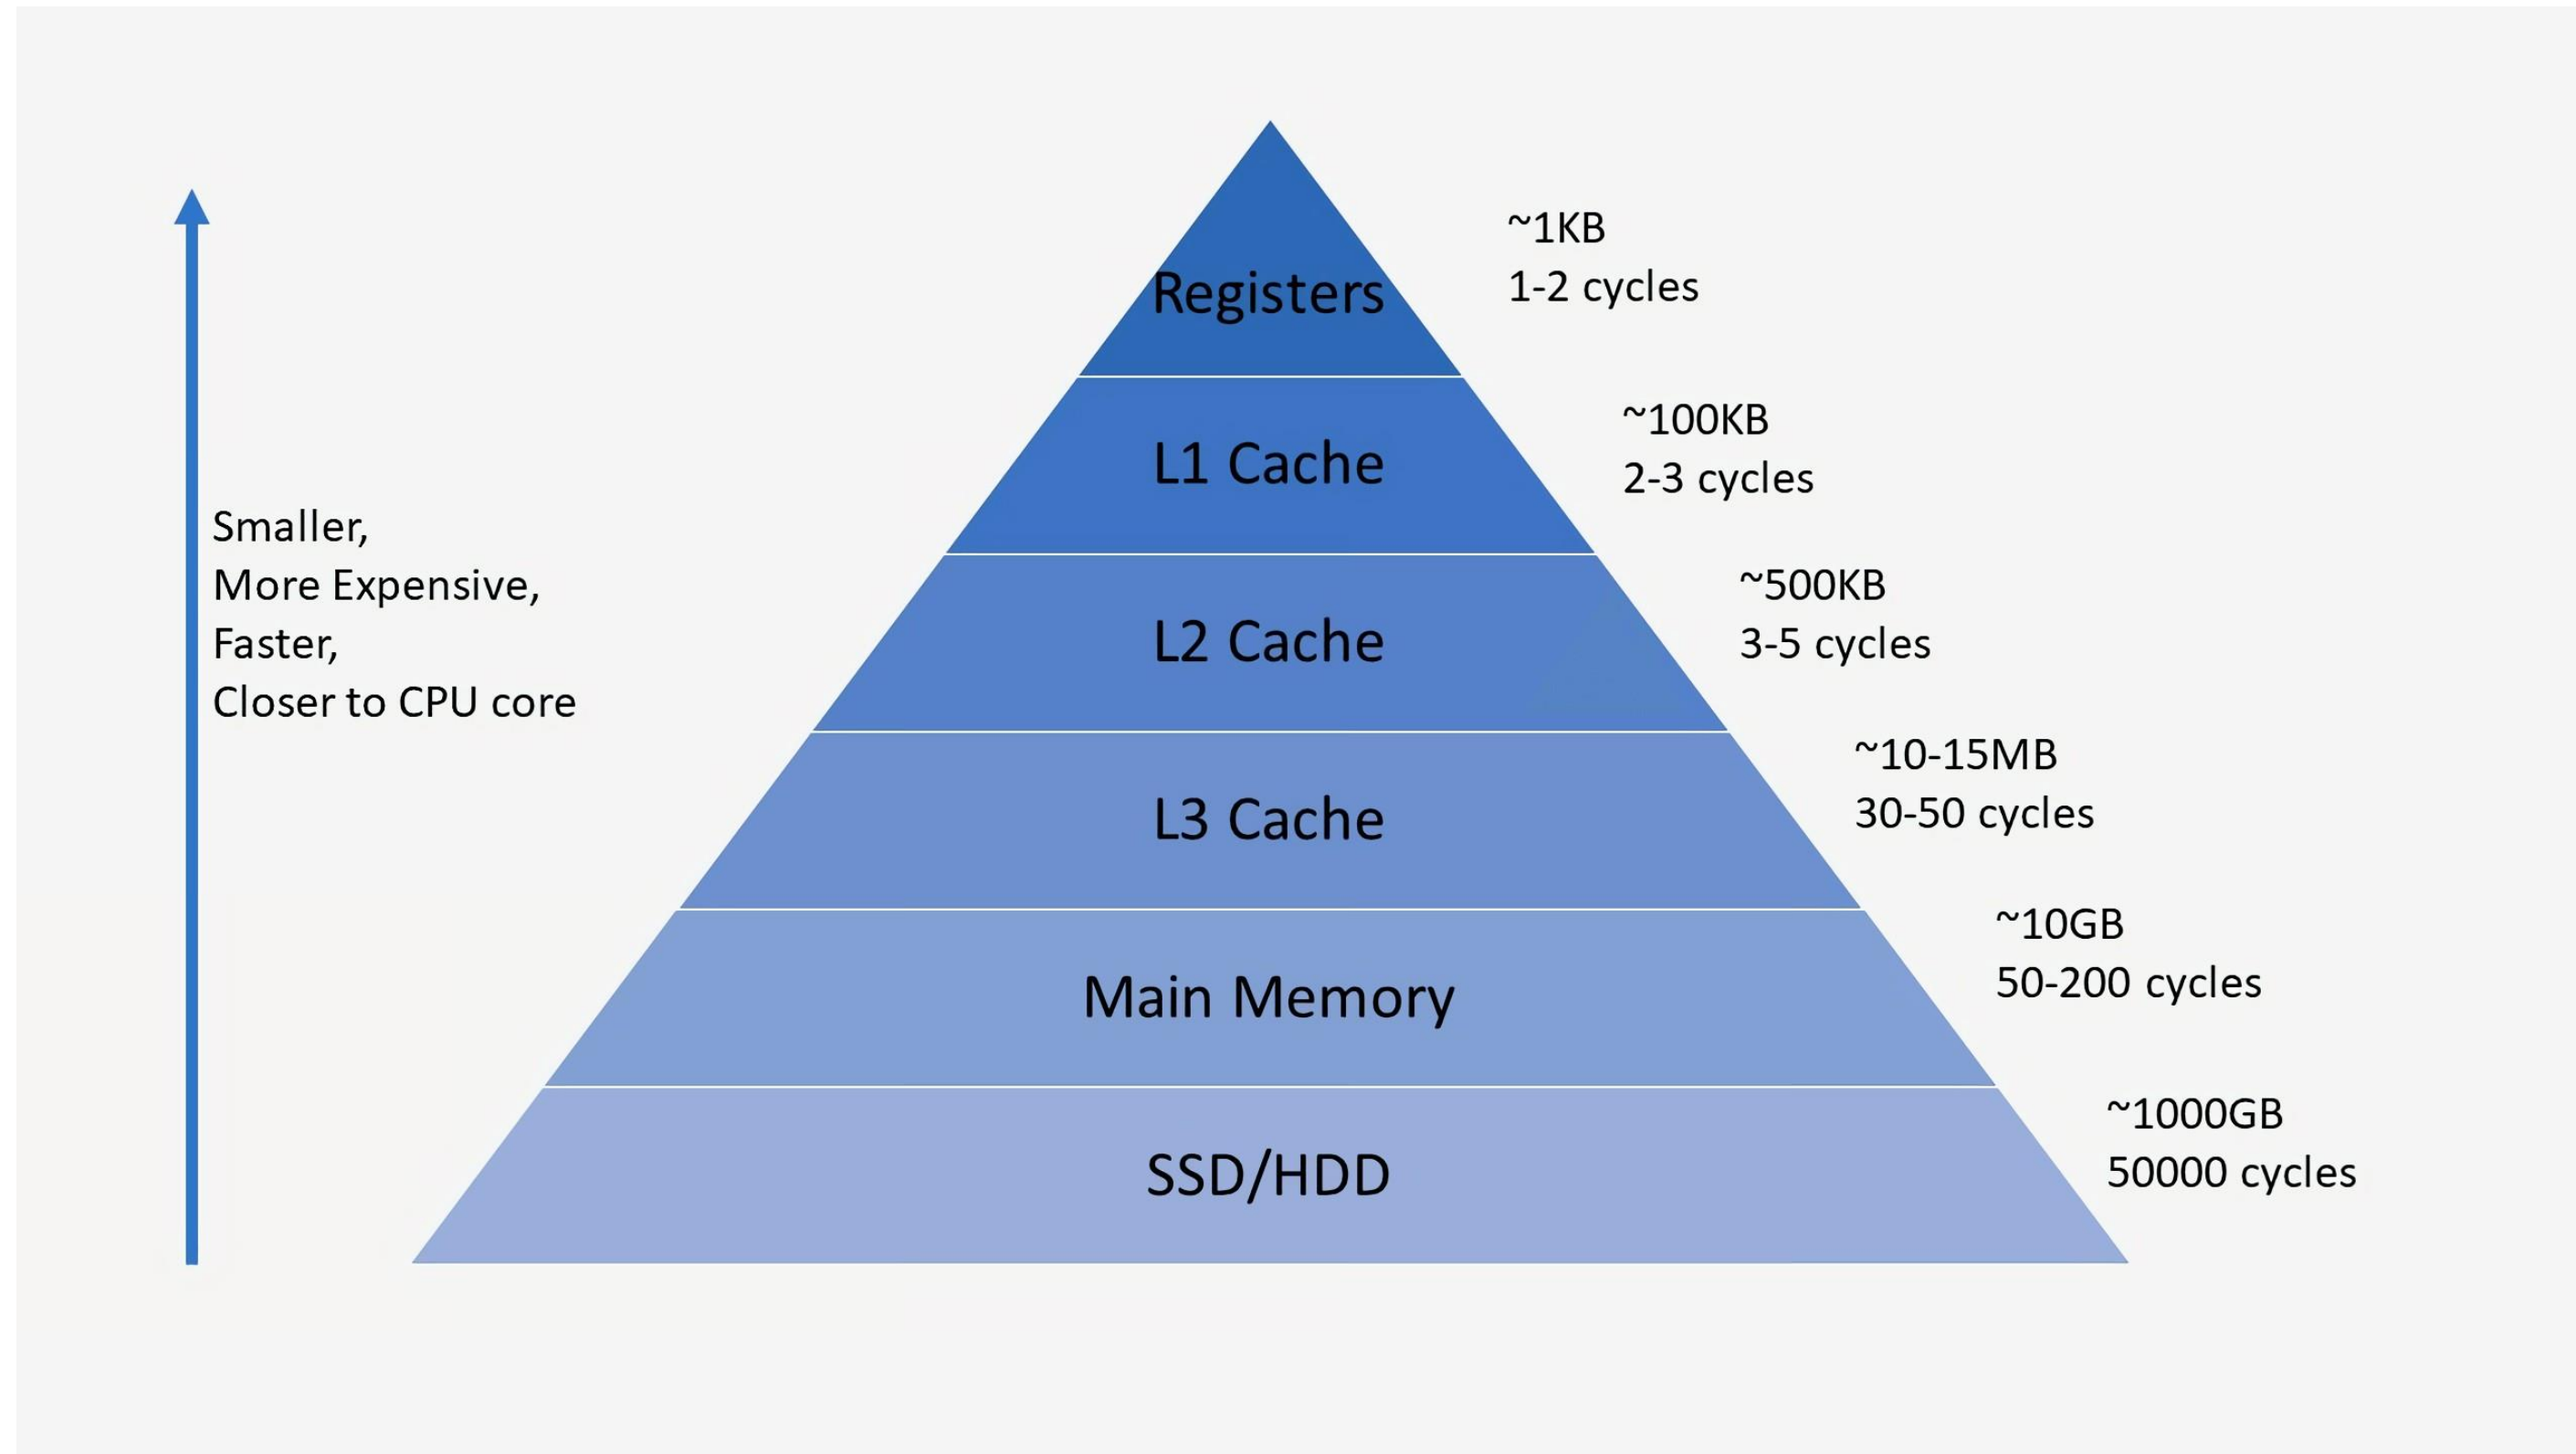 Smaller,
More Expensive,
Faster,
Closer to CPU core
Registers
~1KB
1-2 cycles
L1 Cache
~100KB
2-3 cycles
L2 Cache
~500KB
3-5 cycles
L3 Cache
~10-15MB
30-50 cycles
Main Memory
~10GB
50-200 cycles
SSD/HDD
~1000GB
50000 cycles